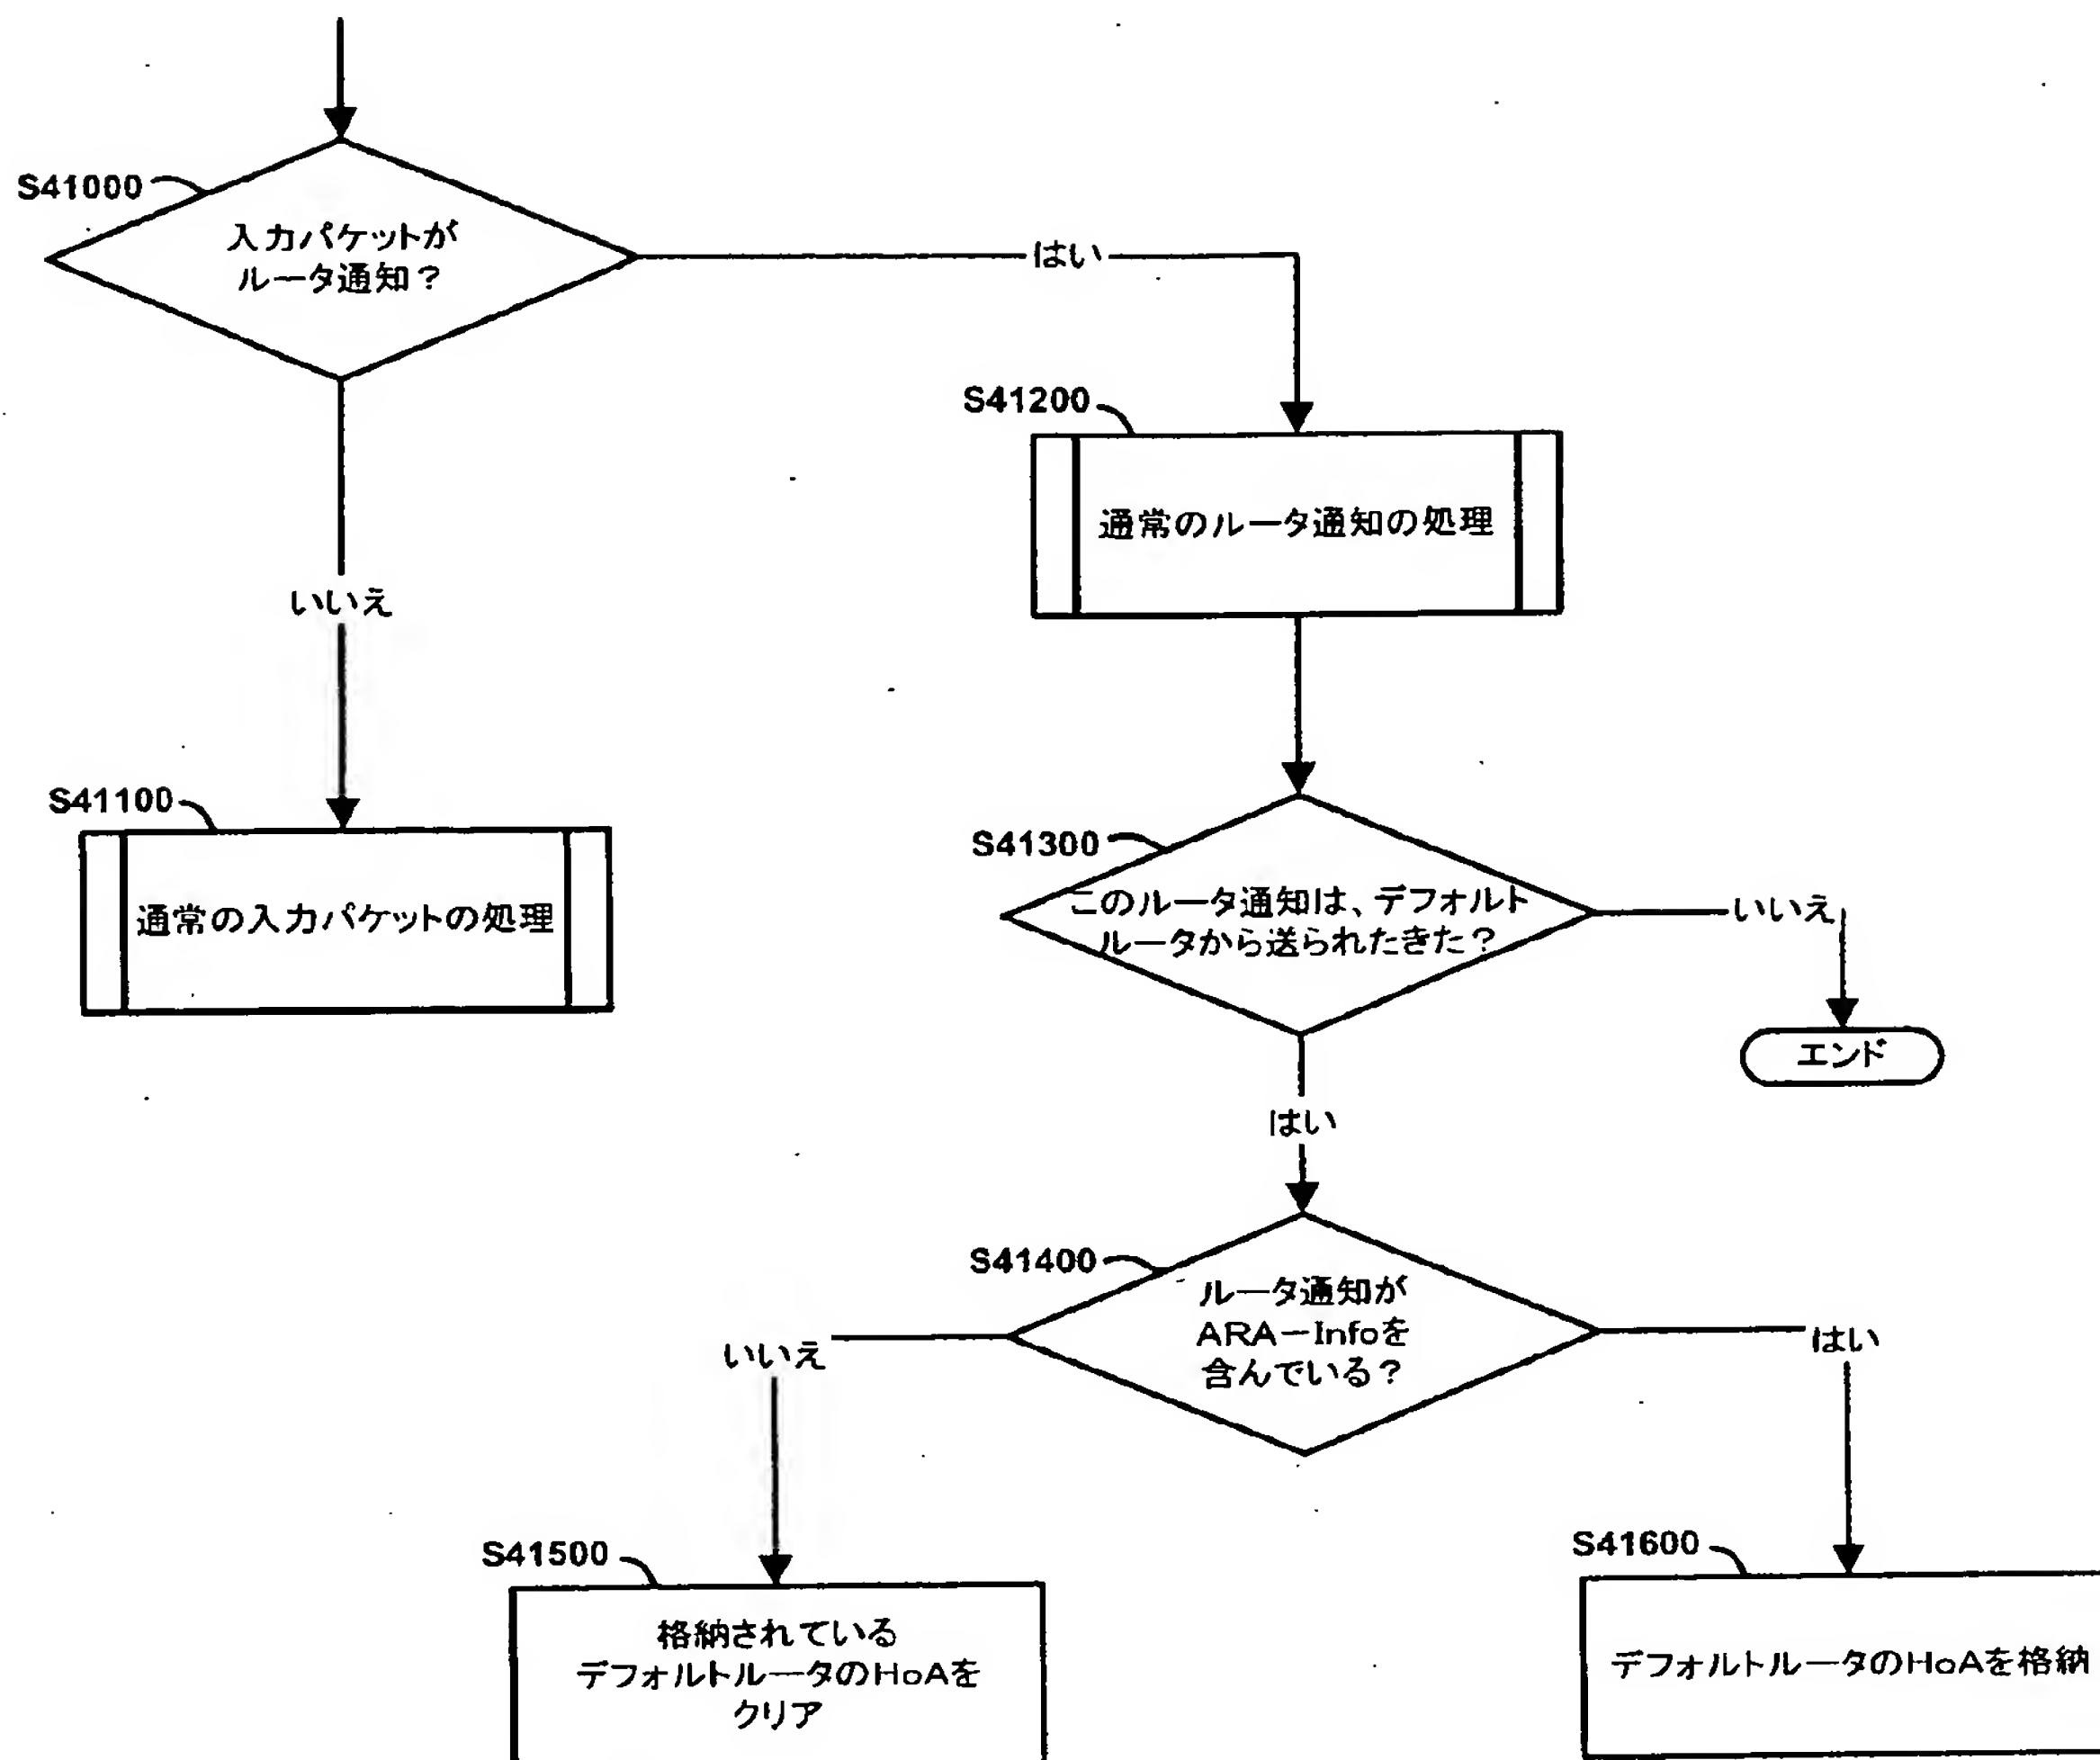 S41000
入力パケットが
ルータ通知？
はい
S41200
通常のルータ通知の処理
いいえ
S41100
通常の入力パケットの処理
S41300
このルータ通知は、デフォルト
ルータから送られたきた？
いいえ
エンド
はい
S41400
ルータ通知が
ARA－Infoを
含んでいる？
いいえ
はい
S41500
格納されている
デフォルトルータのHoAを
クリア
S41600
デフォルトルータのHoAを格納